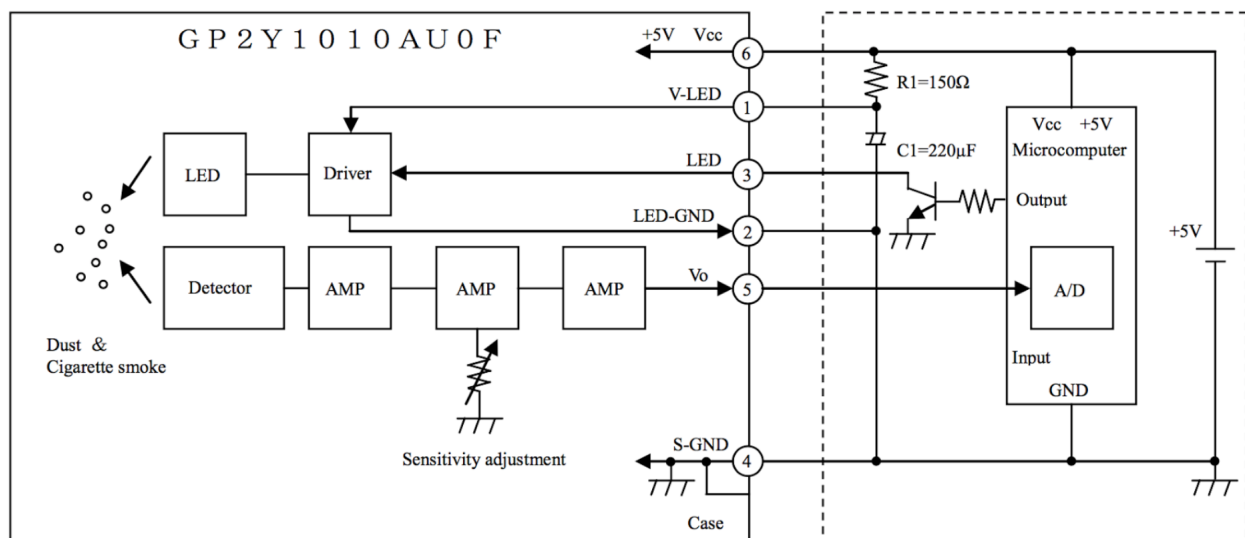 GP2Y1010AU0F
+5V Vcc
6
R1=150Ω
V-LED
1
Vcc +5V
C1=220μF
Microcomputer
LED
3
LED
Driver
Output
LED-GND
2
+5V
Vo
5
Detector
AMP
AMP
AMP
A/D
Dust &
Cigarette smoke
Input
GND
S-GND
4
Sensitivity adjustment
Case